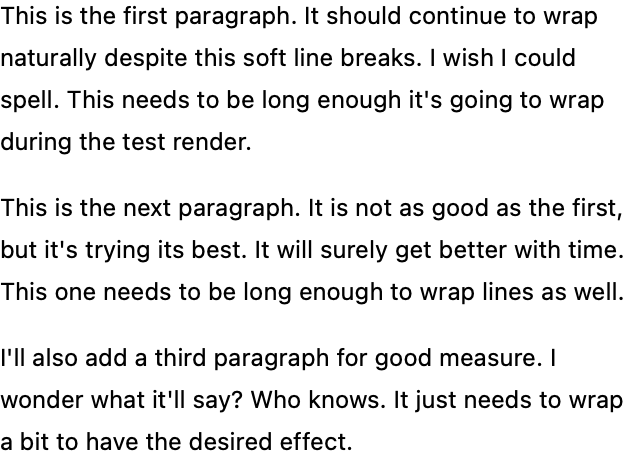 This is the first paragraph. It should continue to wrap
naturally despite this soft line breaks. I wish I could
spell. This needs to be long enough it's going to wrap
during the test render.
This is the next paragraph. It is not as good as the first,
but it's trying its best. It will surely get better with time.
This one needs to be long enough to wrap lines as well.
I'll also add a third paragraph for good measure. I
wonder what it'll say? Who knows. It just needs to wrap
a bit to have the desired effect.